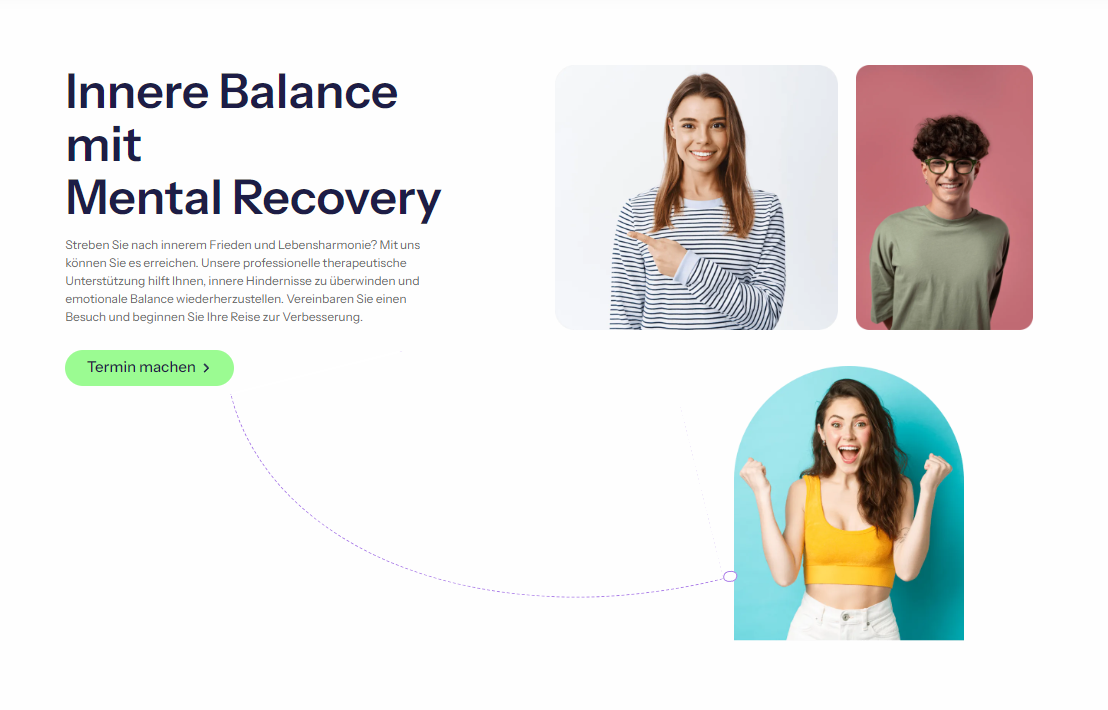 Innere Balance
mit
Mental Recovery
Streben Sie nach innerem Frieden und Lebensharmonie? Mit uns
können Sie es erreichen. Unsere professionelle therapeutische
Unterstützung hilft Ihnen, innere Hindernisse zu überwinden und
emotionale Balance wiederherzustellen. Vereinbaren Sie einen
Besuch und beginnen Sie Ihre Reise zur Verbesserung.
Termin machen